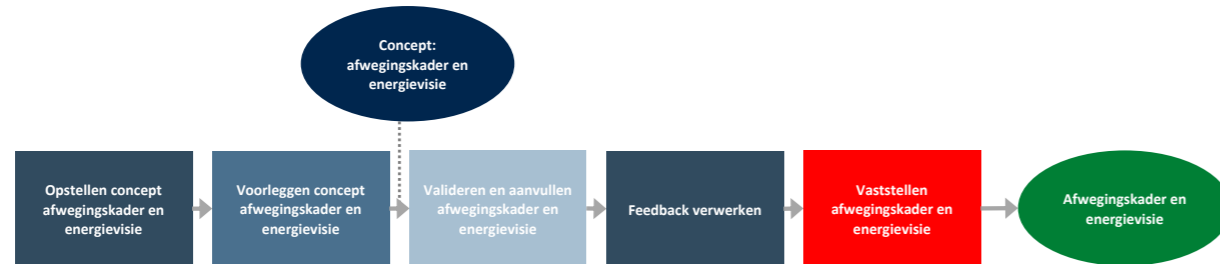 Concept:
afwegingskader en
energievisie
Opstellen concept
afwegingskader en
energievisie
Voorleggen concept
afwegingskader en
energievisie
Valideren en aanvullen
afwegingskader en
energievisie
Feedback verwerken
Vaststellen
afwegingskader en
energievisie
Afwegingskader en
energievisie